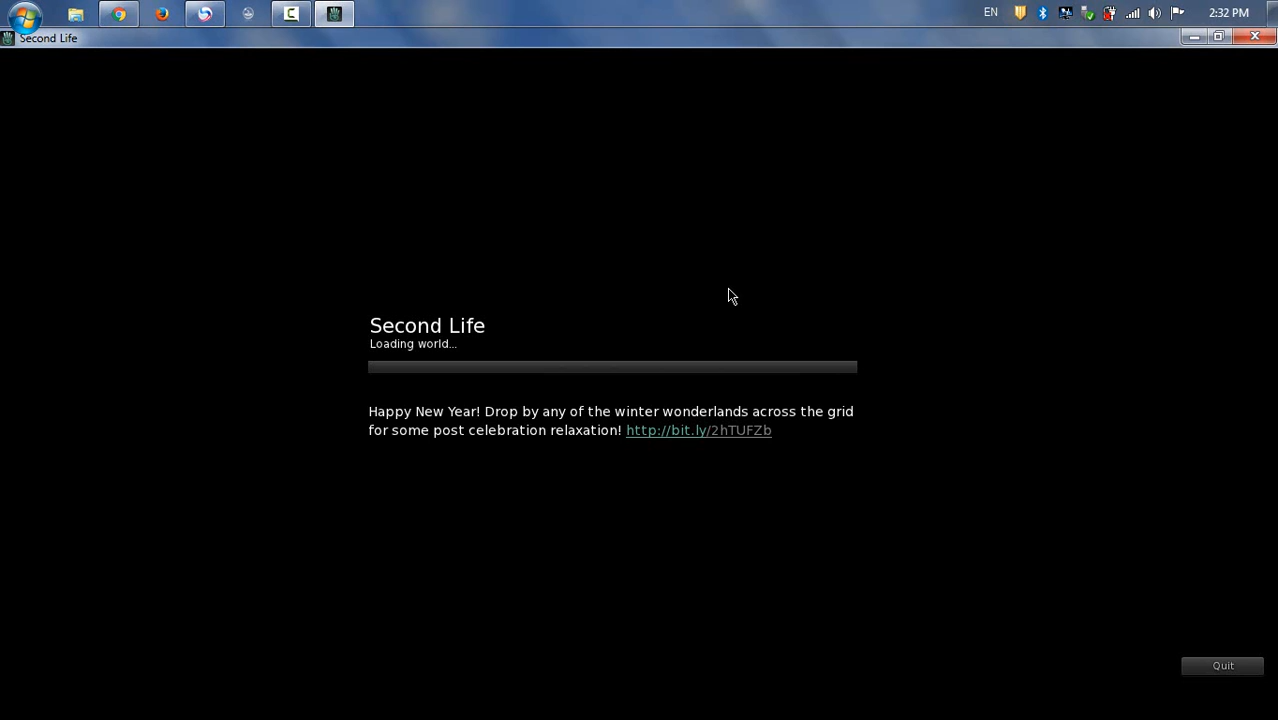 EN
2:32 PM
Second Life
Second Life
Loading world...
Happy New Year! Drop by any of the winter wonderlands across the grid
for some post celebration relaxation! http://bit.ly/2hTUFZb
Quit